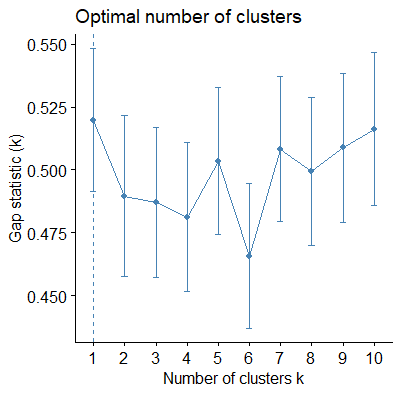 Optimal number of clusters
Gap statistic (k)
0.550
0.525
0.500
0.475
0.450
1 2 3 4 5 6 7 8 9 10
Number of clusters k